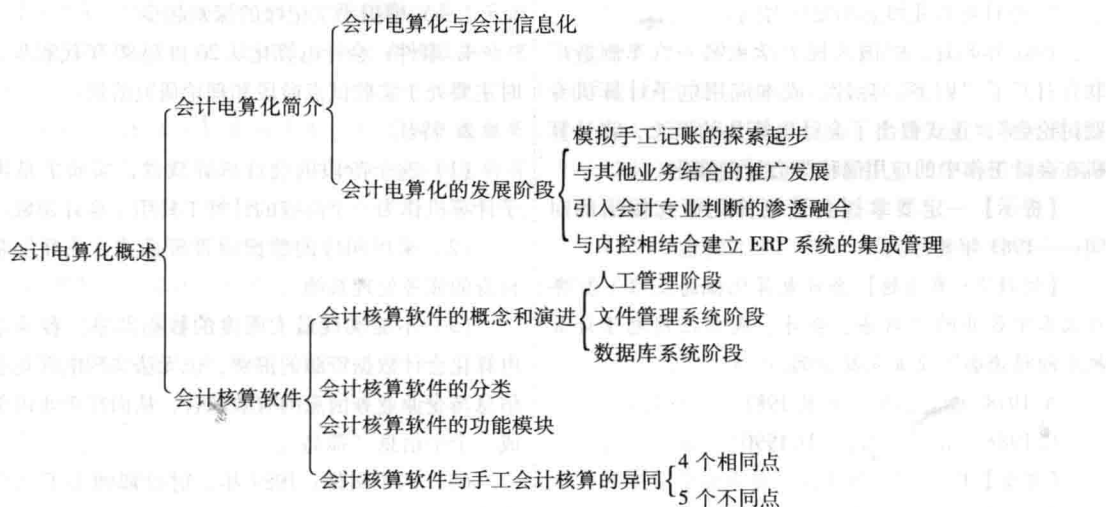 会计电算化概述
会计电算化简介
会计电算化与会计信息化
会计电算化的发展阶段
模拟手工记账的探索起步
与其他业务结合的推广发展
引入会计专业判断的渗透融合
与内控相结合建立 ERP 系统的集成管理
会计核算软件
会计核算软件的概念和演进
人工管理阶段
文件管理系统阶段
数据库系统阶段
会计核算软件的分类
会计核算软件的功能模块
会计核算软件与手工会计核算的异同
4 个相同点
5 个不同点